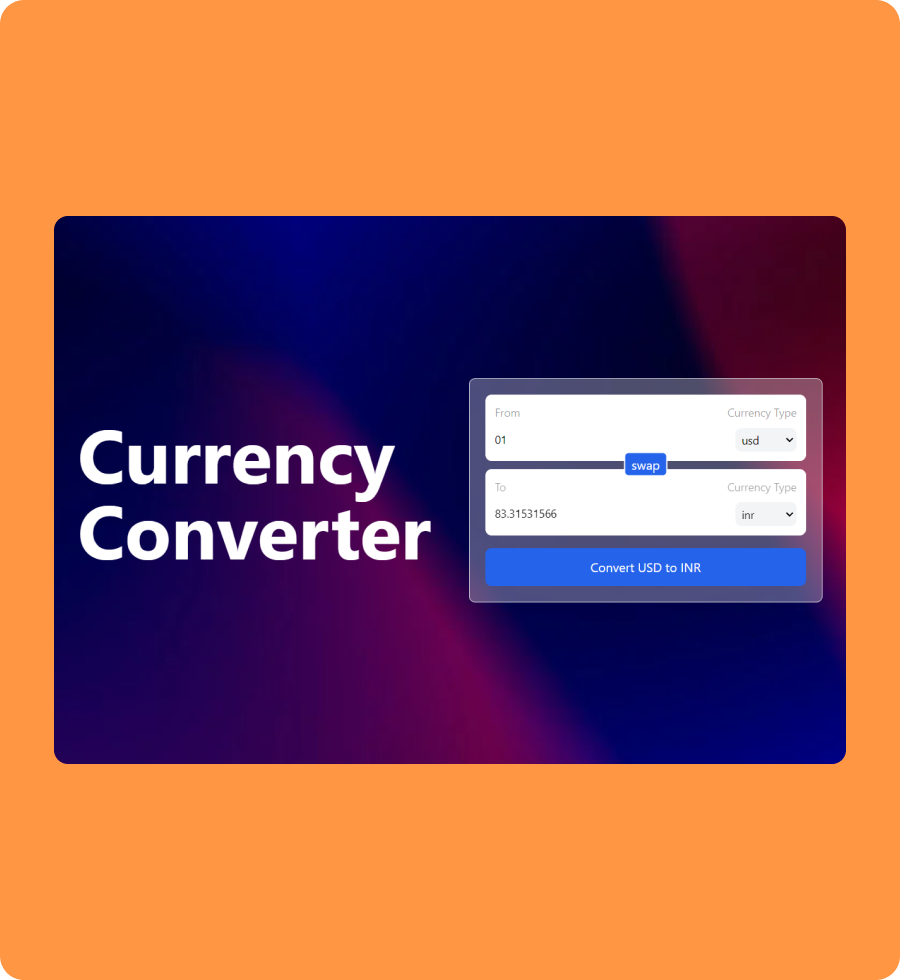 Currency
Converter
From Currency Type
01 usd
swap
To Currency Type
83.31531566 inr
Convert USD to INR